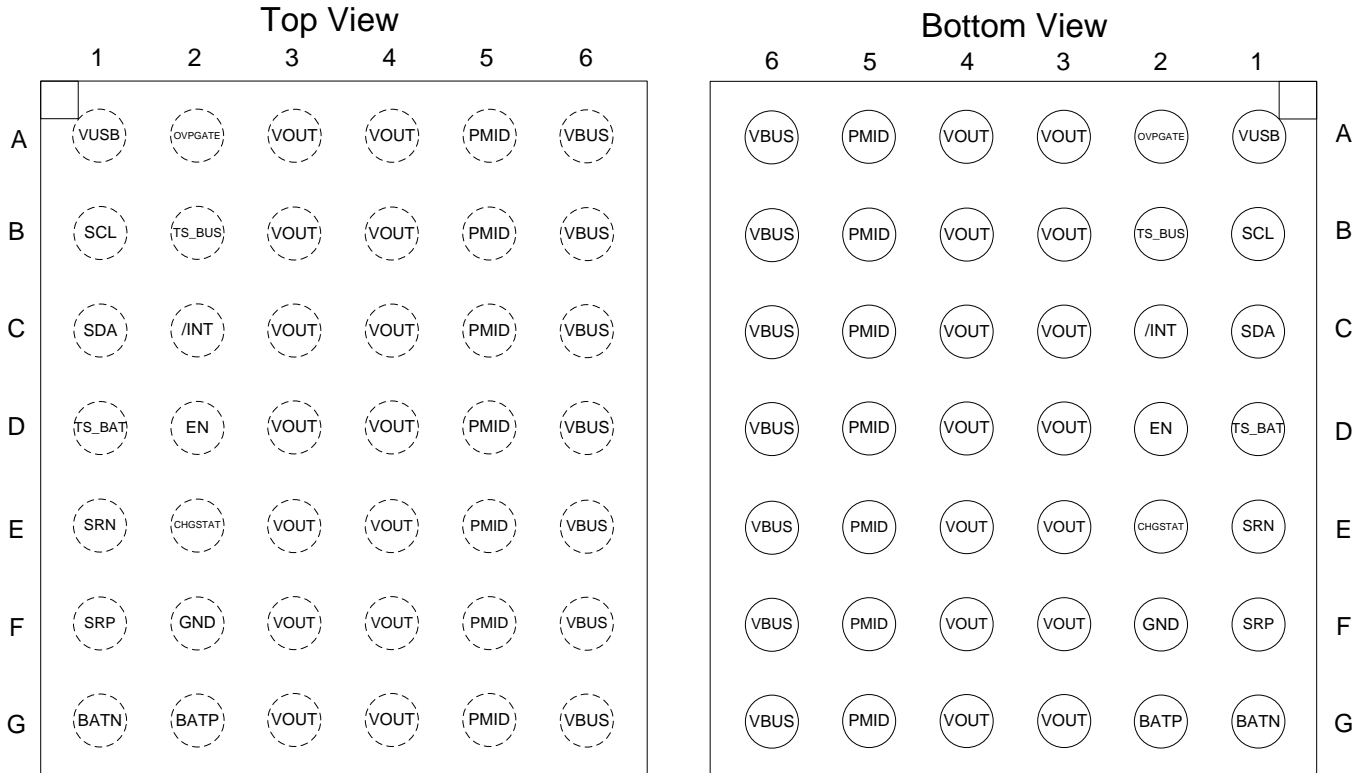 Top View
1 2 3 4 5 6
A VUSB OVPGATE VOUT VOUT PMID VBUS
B SCL TS_BUS VOUT VOUT PMID VBUS
C SDA /INT VOUT VOUT PMID VBUS
D TS_BAT EN VOUT VOUT PMID VBUS
E SRN CHGSTAT VOUT VOUT PMID VBUS
F SRP GND VOUT VOUT PMID VBUS
G BATN BATP VOUT VOUT PMID VBUS
Bottom View
6 5 4 3 2 1
VBUS PMID VOUT VOUT OVPGATE VUSB A
VBUS PMID VOUT VOUT TS_BUS SCL B
VBUS PMID VOUT VOUT /INT SDA C
VBUS PMID VOUT VOUT EN TS_BAT D
VBUS PMID VOUT VOUT CHGSTAT SRN E
VBUS PMID VOUT VOUT GND SRP F
VBUS PMID VOUT VOUT BATP BATN G